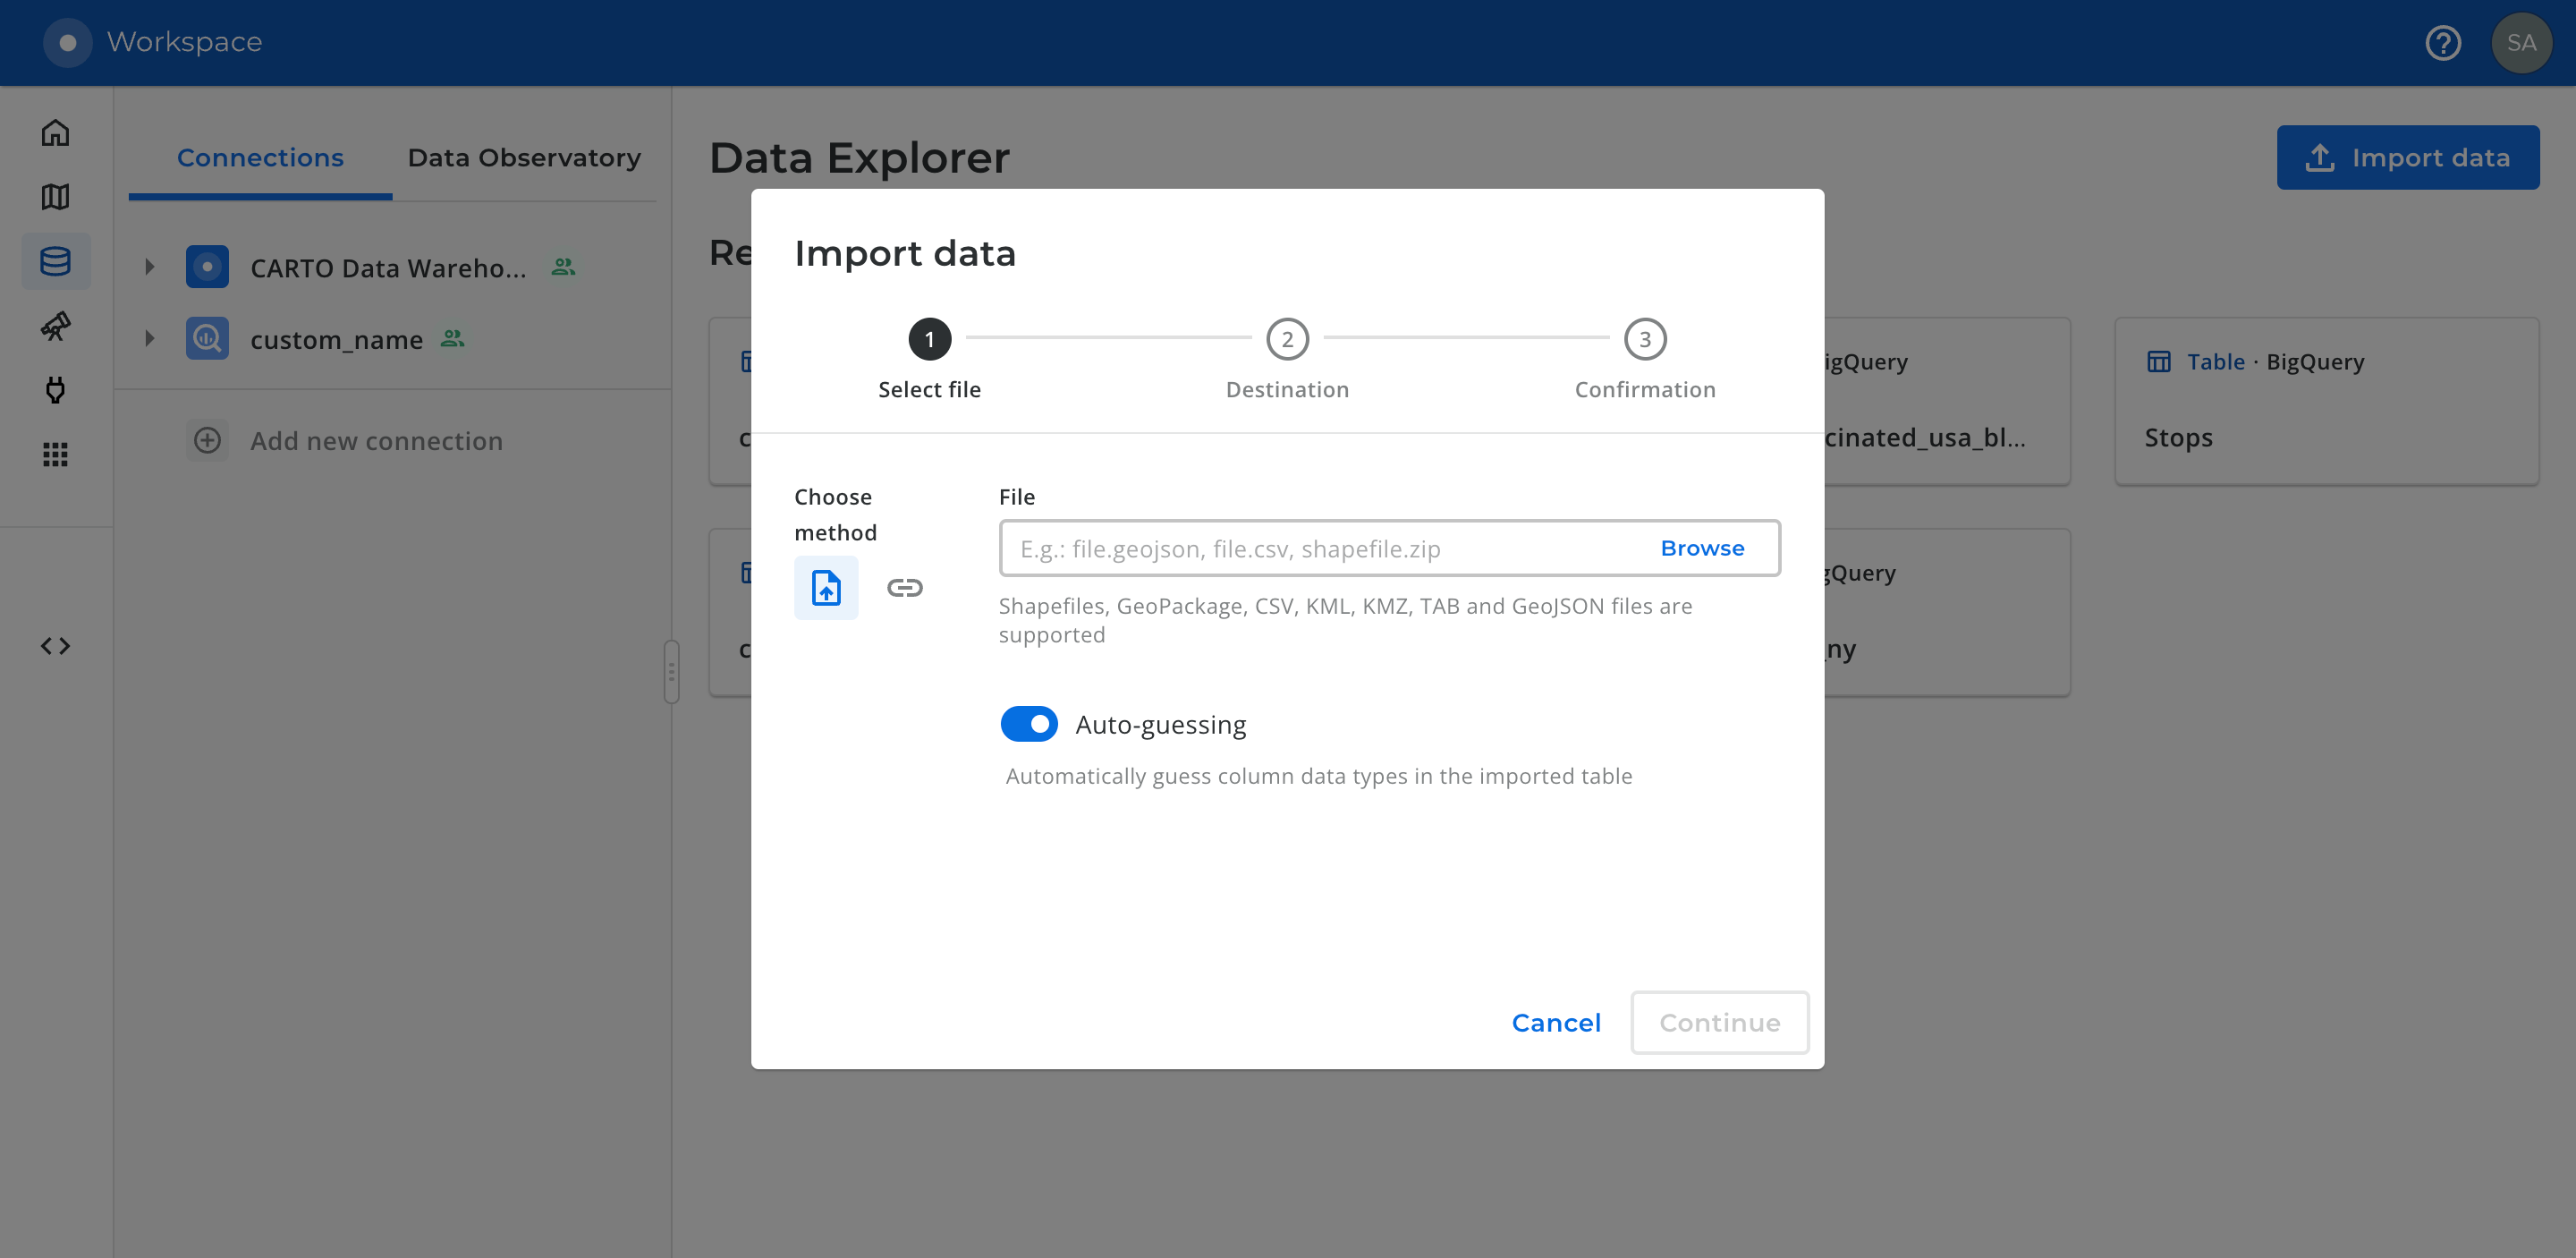 Workspace
SA
Connections
Data Observatory
CARTO Data Wareho...
custom_name
Add new connection
Data Explorer
Import data
Re
Import data
1
2
3
Select file
Destination
Confirmation
igQuery
cinated_usa_bl...
Table · BigQuery
Stops
Choose
method
File
E.g.: file.geojson, file.csv, shapefile.zip
Browse
Shapefiles, GeoPackage, CSV, KML, KMZ, TAB and GeoJSON files are
supported
gQuery
_ny
Auto-guessing
Automatically guess column data types in the imported table
Cancel
Continue